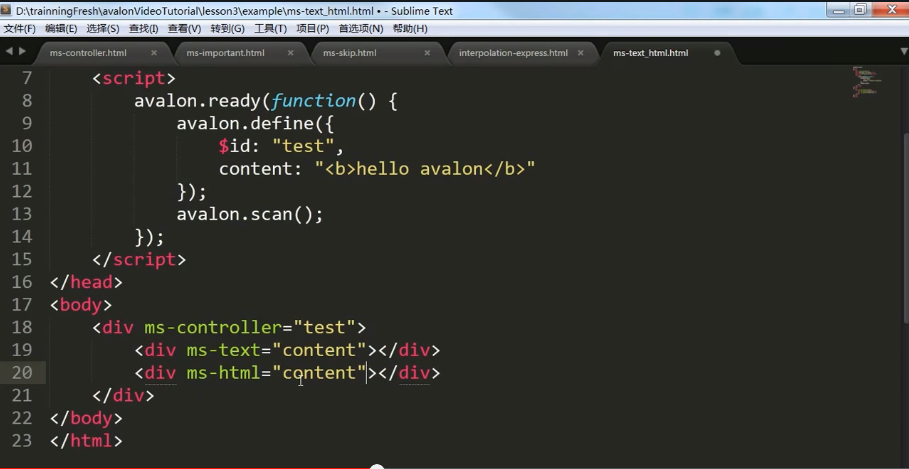 D:\trainningFresh\avalonVideoTutorial\lesson3\example\ms-text_html.html • - Sublime Text
文件(F) 编辑(E) 选择(S) 查找(I) 查看(V) 转到(G) 工具(T) 项目(P) 首选项(N) 帮助(H)
ms-controller.html × ms-important.html × ms-skip.html × interpolation-express.html × ms-text_html.html
7 <script>
8 avalon.ready(function() {
9 avalon.define({
10 $id: "test",
11 content: "<b>hello avalon</b>"
12 });
13 avalon.scan();
14 });
15 </script>
16 </head>
17 <body>
18 <div ms-controller="test">
19 <div ms-text="content"></div>
20 <div ms-html="content"></div>
21 </div>
22 </body>
23 </html>